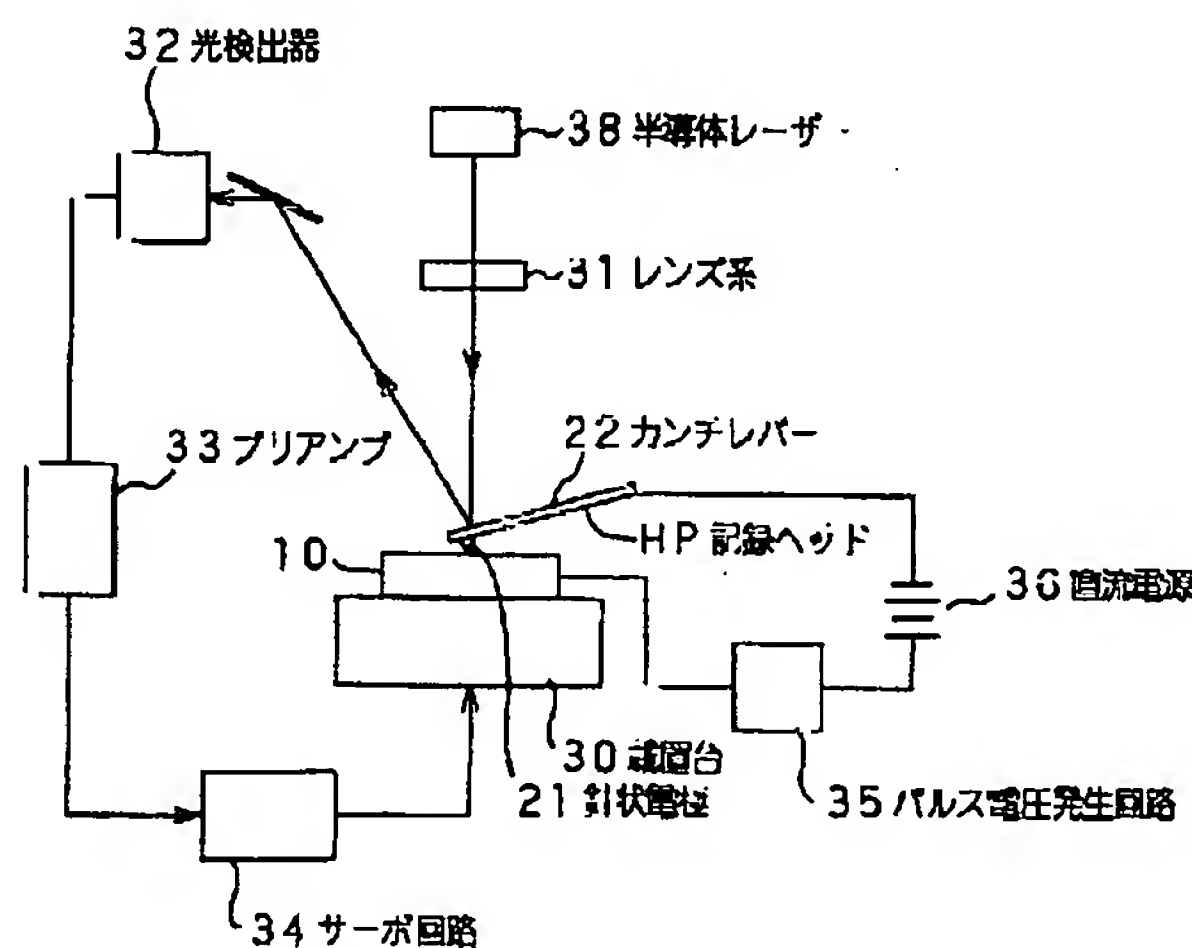 32 光検出器
38 半導体レーザ
31 レンズ系
33 プリアンプ
22 カンチレバー
HP 記録ヘッド
10
36 直流電源
30 載置台
21 針状電極
35 パルス電圧発生回路
34 サーボ回路